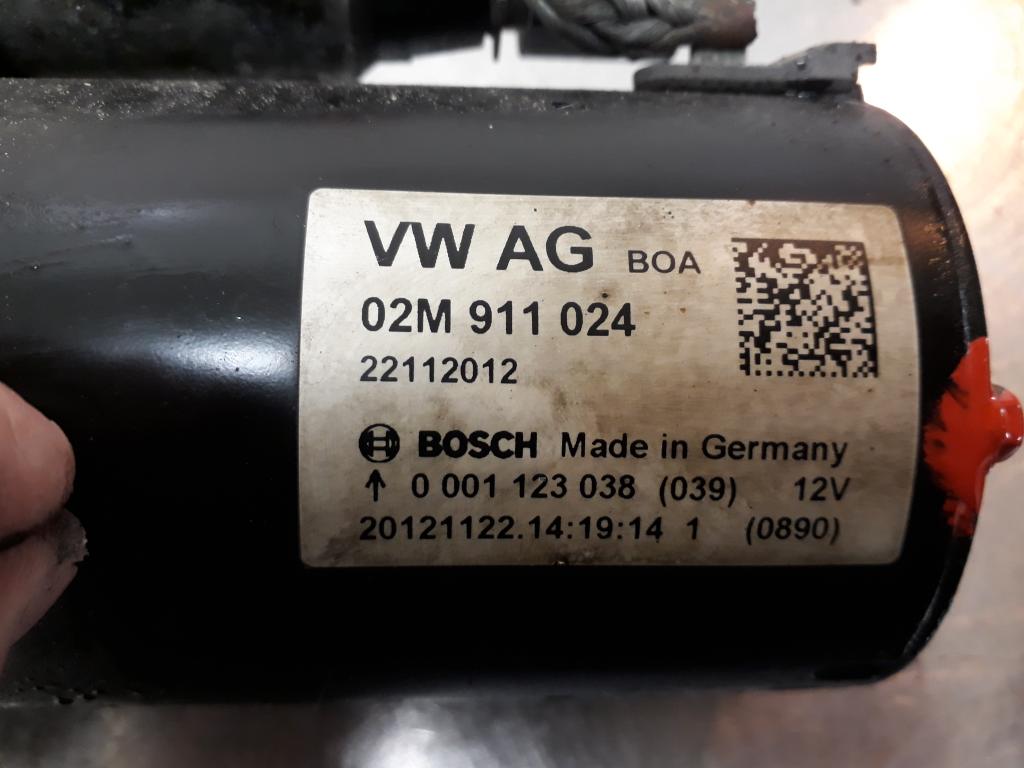 VW AG BOA
02M 911 024
22112012
BOSCH Made in Germany
↑ 0 001 123 038 (039) 12V
20121122.14:19:14 1 (0890)